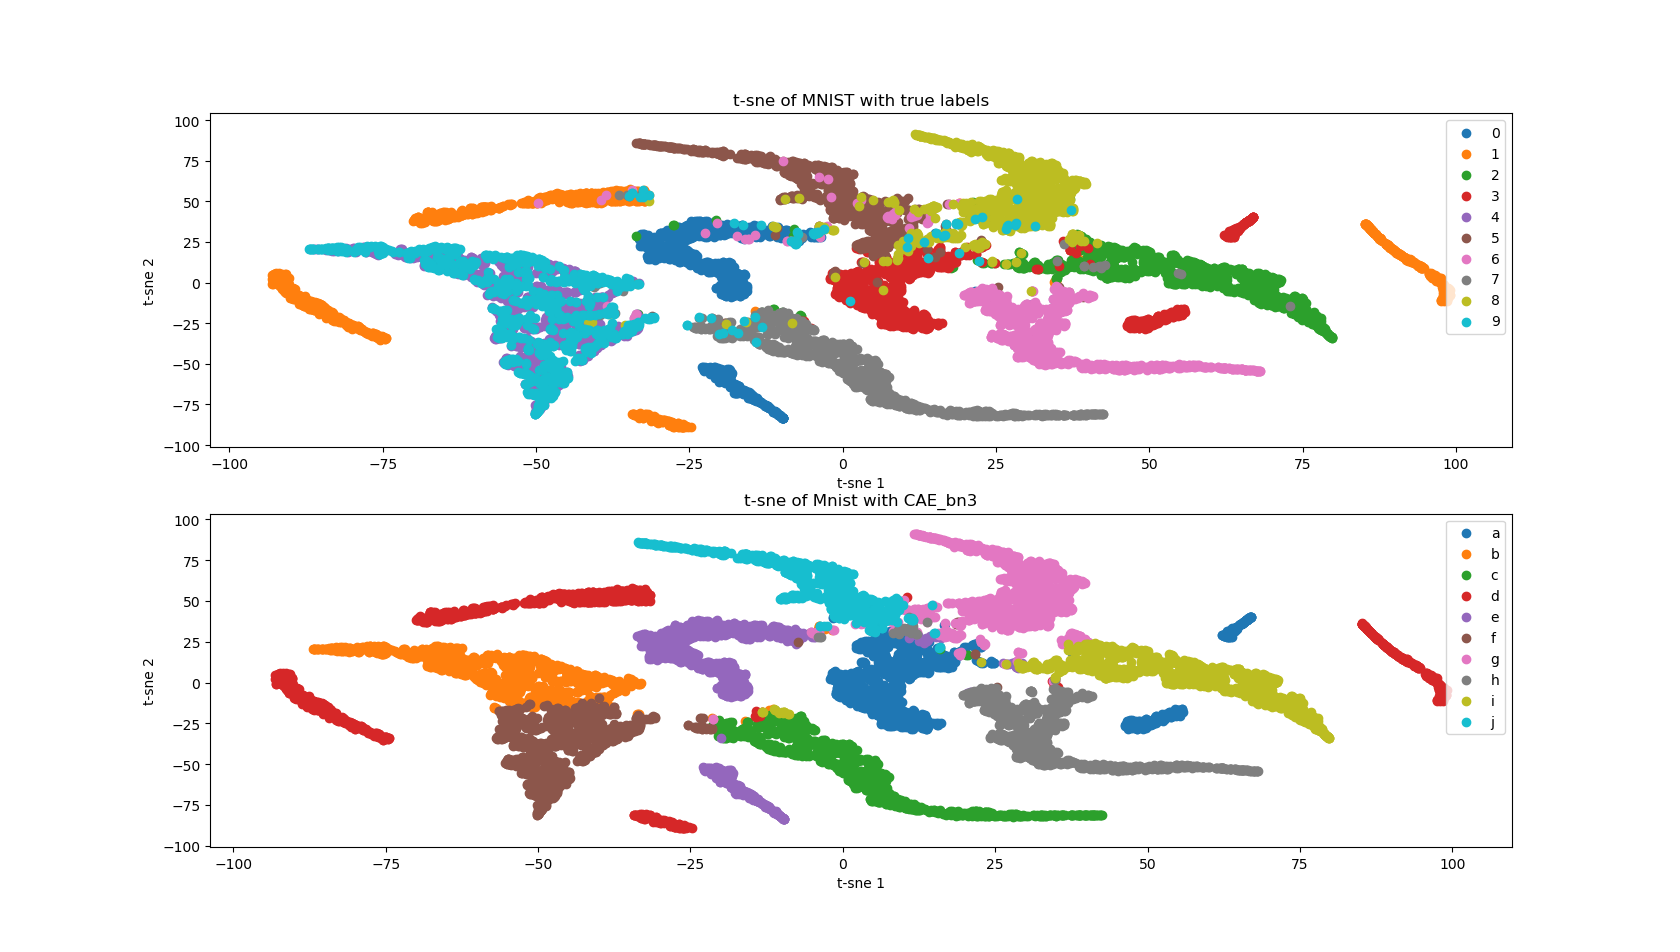 t-sne of MNIST with true labels
100
75
50
25
0
−25
−50
−75
−100
t-sne 2
−100 −75 −50 −25 0 25 50 75 100
t-sne 1
0
1
2
3
4
5
6
7
8
9
t-sne of Mnist with CAE_bn3
100
75
50
25
0
−25
−50
−75
−100
t-sne 2
−100 −75 −50 −25 0 25 50 75 100
t-sne 1
a
b
c
d
e
f
g
h
i
j